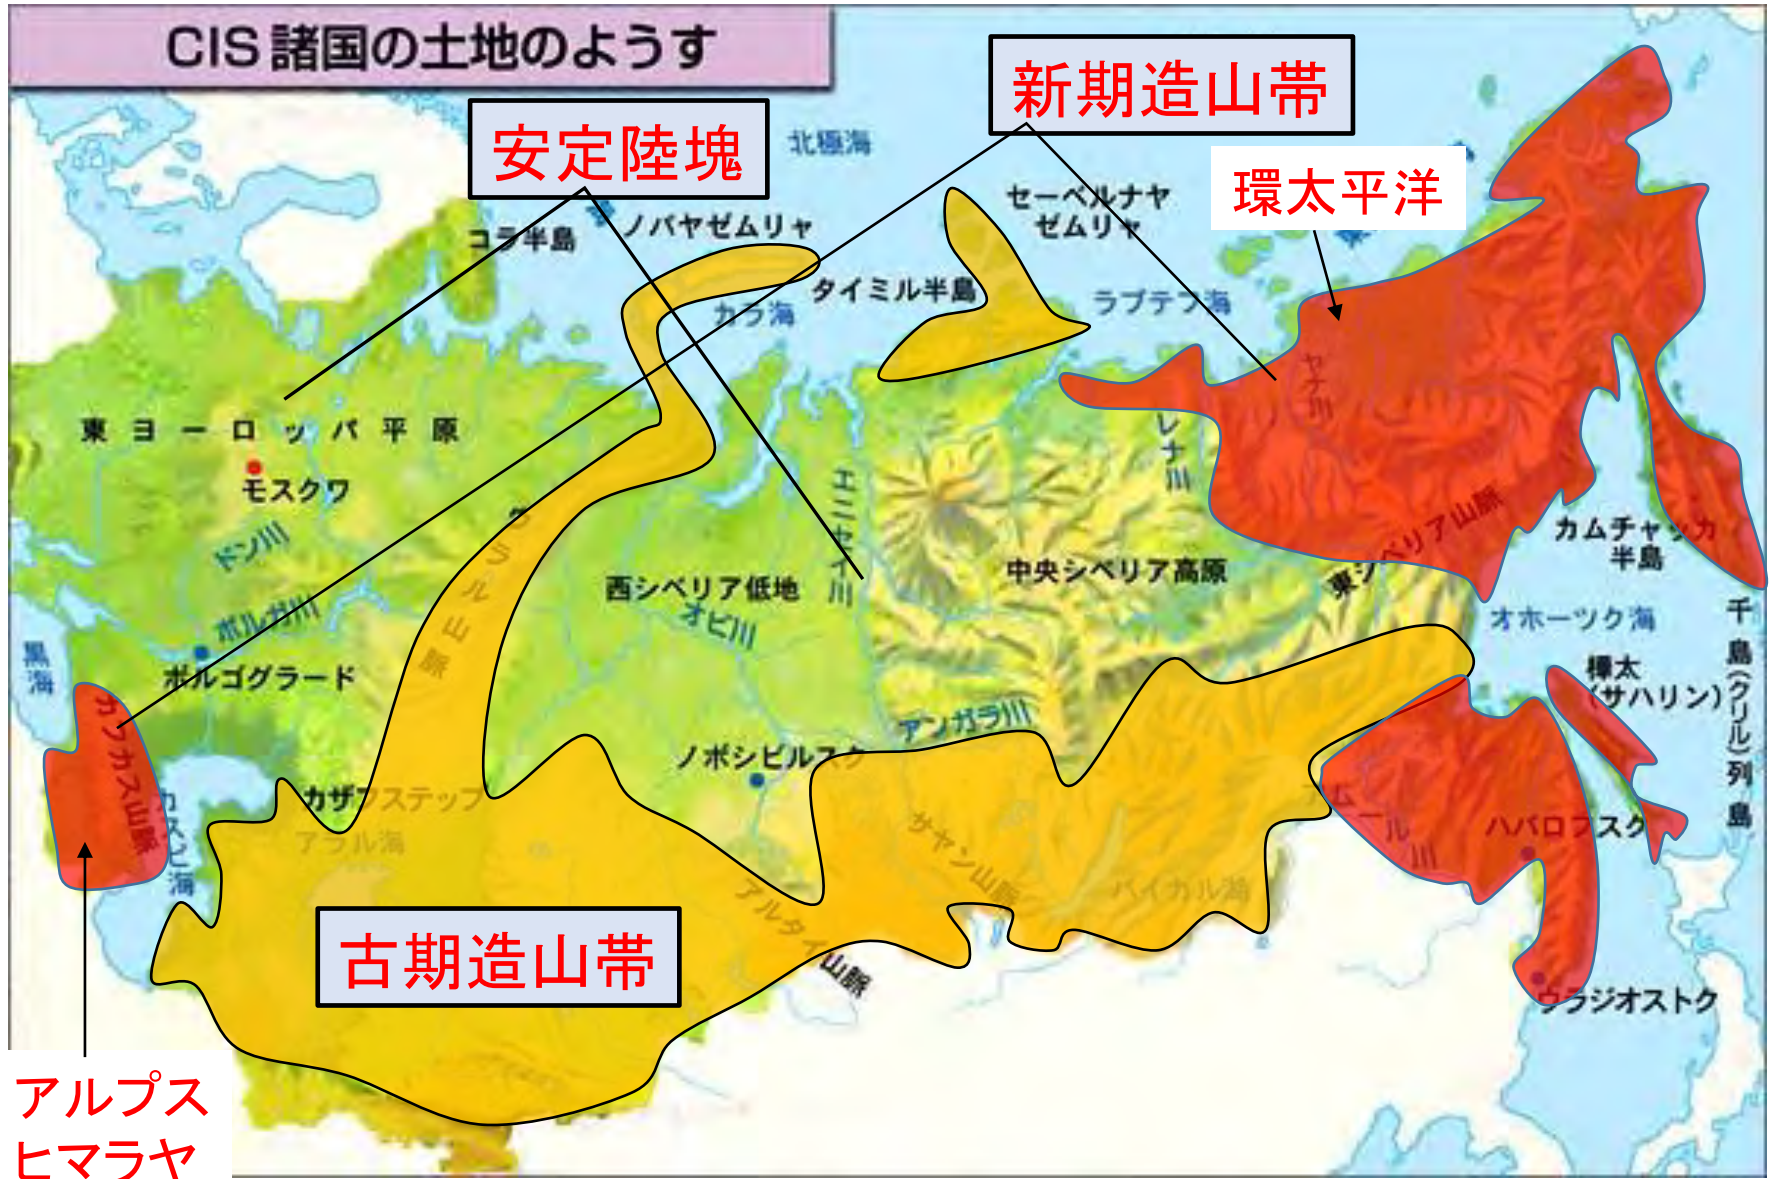 CIS諸国の土地のようす
新期造山帯
安定陸塊
北極海
環太平洋
セーベルナヤ
ゼムリャ
ノバヤゼムリャ
コラ半島
タイミル半島
ラプテフ海
カラ海
ヤナ川
東ヨーロッパ平原
レナ川
モスクワ
エニセイ川
ウラル山脈
ドン川
カムチャッカ
半島
中央シベリア高原
東シベリア山脈
西シベリア低地
オビ川
ボルガ川
オホーツク海
千島(クリル)列島
黒海
ボルゴグラード
樺太
(サハリン)
カフカス山脈
アンガラ川
ノボシビルスク
カザフステップ
カスピ海
アラル海
サヤン山脈
ムール川
ハバロフスク
バイカル湖
アルタイ山脈
古期造山帯
ウラジオストク
アルプス
ヒマラヤ